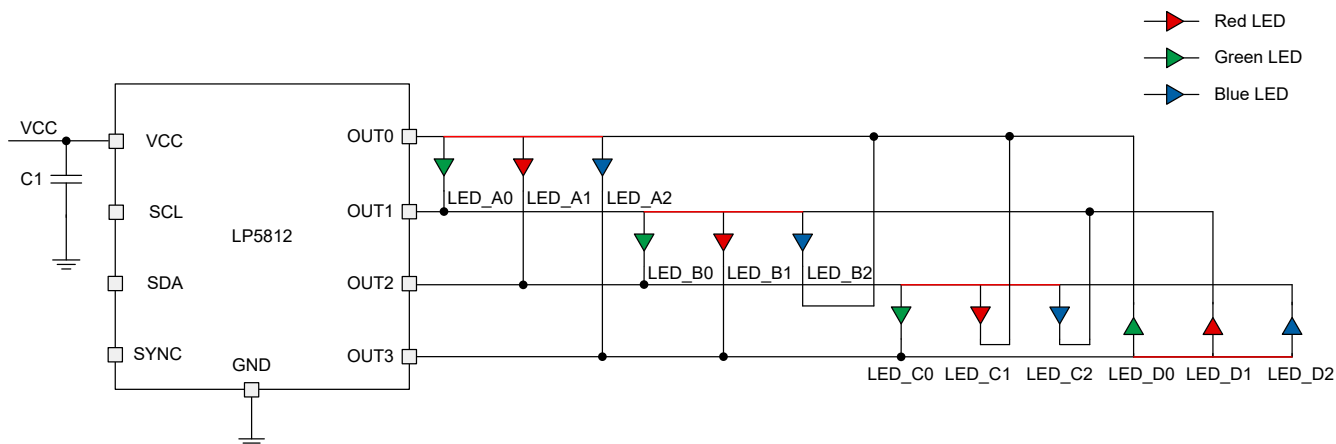 Red LED
Green LED
Blue LED
VCC
C1
VCC
SCL
SDA
SYNC
LP5812
GND
OUT0
OUT1
OUT2
OUT3
LED_A0
LED_A1
LED_A2
LED_B0
LED_B1
LED_B2
LED_C0
LED_C1
LED_C2
LED_D0
LED_D1
LED_D2